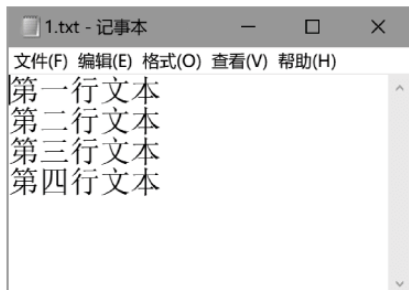 1.txt - 记事本
文件(F) 编辑(E) 格式(O) 查看(V) 帮助(H)
第一行文本
第二行文本
第三行文本
第四行文本